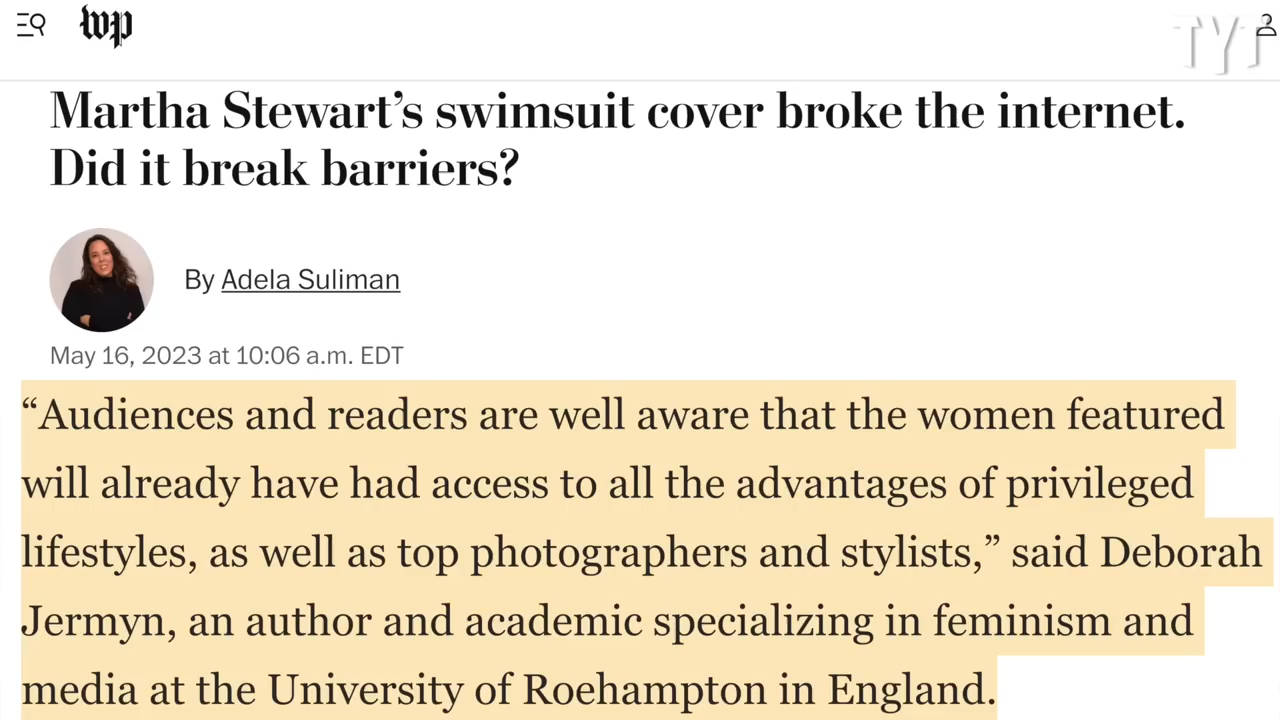 wp
TYT
Martha Stewart’s swimsuit cover broke the internet.
Did it break barriers?
By Adela Suliman
May 16, 2023 at 10:06 a.m. EDT
“Audiences and readers are well aware that the women featured
will already have had access to all the advantages of privileged
lifestyles, as well as top photographers and stylists,” said Deborah
Jermyn, an author and academic specializing in feminism and
media at the University of Roehampton in England.